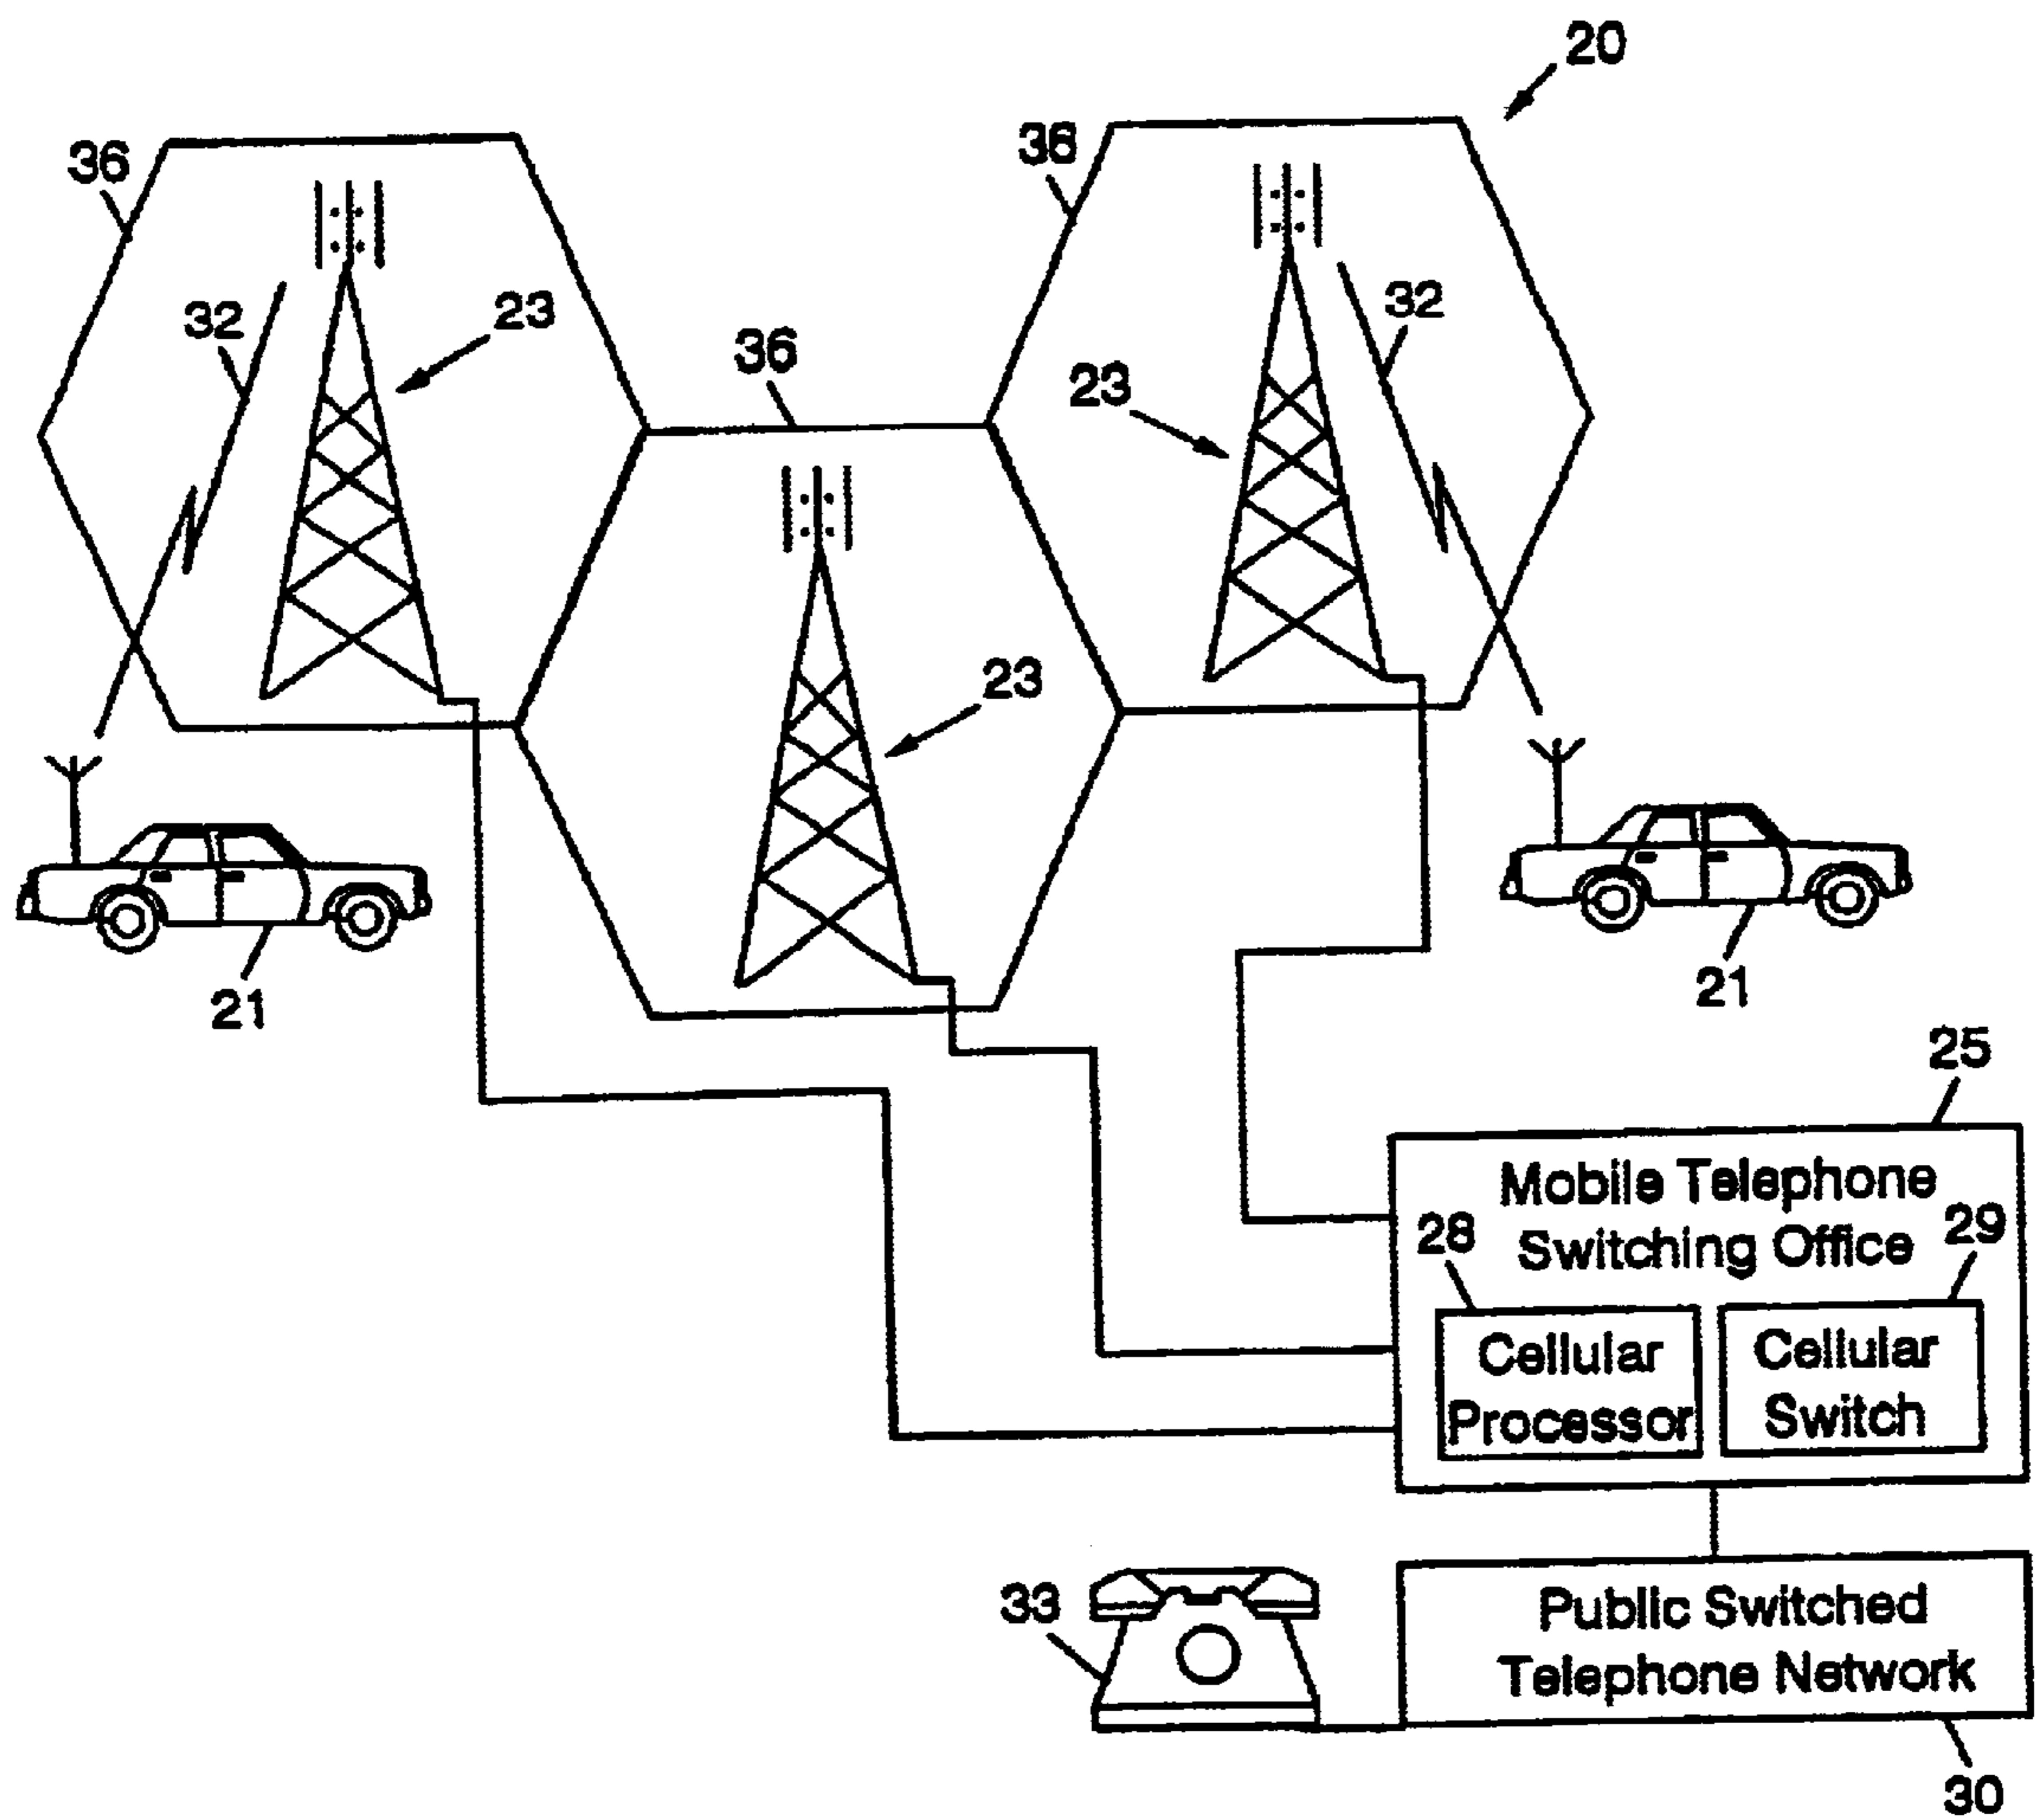 20
36
36
32
23
32
36
23
23
21
21
25
Mobile Telephone
Switching Office
28
29
Cellular
Processor
Cellular
Switch
33
Public Switched
Telephone Network
30